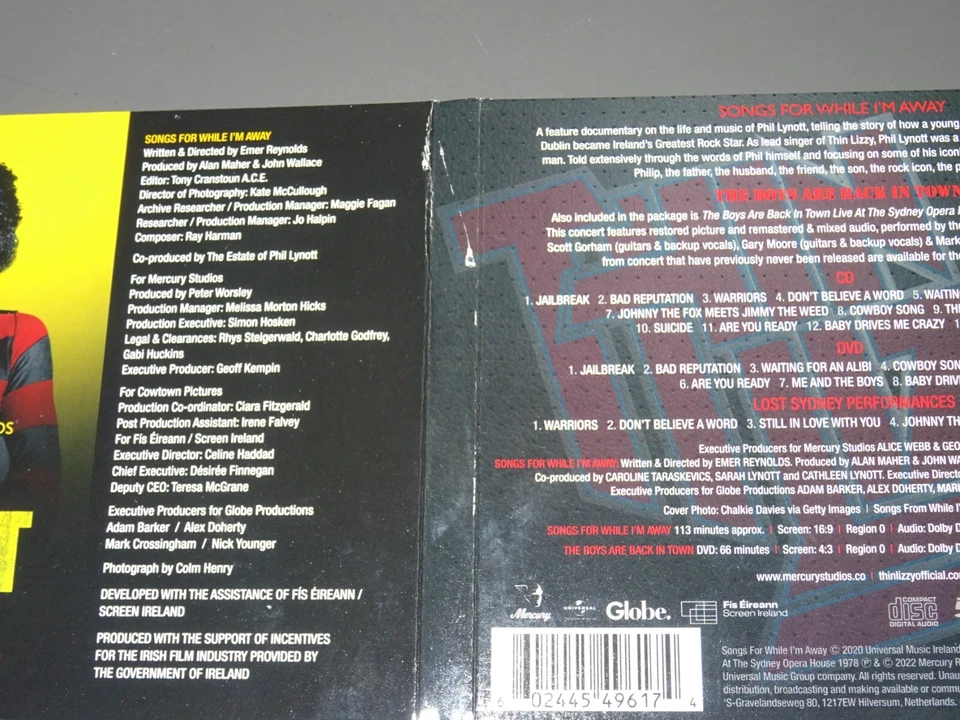 SONGS FOR WHILE I'M AWAY
Written & Directed by Emer Reynolds
Produced by Alan Maher & John Wallace
Editor: Tony Cranstoun A.C.E.
Director of Photography: Kate McCullough
Archive Researcher / Production Manager: Maggie Fagan
Researcher / Production Manager: Jo Halpin
Composer: Ray Harman
Co-produced by The Estate of Phil Lynott
For Mercury Studios
Produced by Peter Worsley
Production Manager: Melissa Morton Hicks
Production Executive: Simon Hosken
Legal & Clearances: Rhys Steigerwald, Charlotte Godfrey,
Gabi Huckins
Executive Producer: Geoff Kempin
For Cowtown Pictures
Production Co-ordinator: Ciara Fitzgerald
Post Production Assistant: Irene Falvey
For Fís Éireann / Screen Ireland
Executive Director: Celine Haddad
Chief Executive: Désirée Finnegan
Deputy CEO: Teresa McGrane
Executive Producers for Globe Productions
Adam Barker / Alex Doherty
Mark Crossingham / Nick Younger
Photograph by Colm Henry
DEVELOPED WITH THE ASSISTANCE OF FÍS ÉIREANN /
SCREEN IRELAND
PRODUCED WITH THE SUPPORT OF INCENTIVES
FOR THE IRISH FILM INDUSTRY PROVIDED BY
THE GOVERNMENT OF IRELAND
SONGS FOR WHILE I'M AWAY
A feature documentary on the life and music of Phil Lynott, telling the story of how a young
Dublin became Ireland's Greatest Rock Star. As lead singer of Thin Lizzy, Phil Lynott was a
man. Told extensively through the words of Phil himself and focusing on some of his
Philip, the father, the husband, the friend, the son, the rock icon, the
THE BOYS ARE BACK IN TOWN
Also included in the package is The Boys Are Back In Town Live At The Sydney Opera
This concert features restored picture and remastered & mixed audio, performed by the
Scott Gorham (guitars & backup vocals), Gary Moore (guitars & backup vocals) & Mark
from concert that have previously never been released are available for the
CD
1. JAILBREAK 2. BAD REPUTATION 3. WARRIORS 4. DON'T BELIEVE A WORD 5.
7. JOHNNY THE FOX MEETS JIMMY THE WEED 8. COWBOY SONG 9.
10. SUICIDE 11. ARE YOU READY 12. BABY DRIVES ME CRAZY
DVD
1. JAILBREAK 2. BAD REPUTATION 3. WAITING FOR AN ALIBI 4. COWBOY
6. ARE YOU READY 7. ME AND THE BOYS 8. BABY
LOST SYDNEY PERFORMANCES
1. WARRIORS 2. DON'T BELIEVE A WORD 3. STILL IN LOVE WITH YOU 4. JOHNNY
Executive Producers for Mercury Studios ALICE WEBB &
SONGS FOR WHILE I'M AWAY: Written & Directed by EMER REYNOLDS. Produced by ALAN MAHER & JOHN
Co-produced by CAROLINE TARASKEVICS, SARAH LYNOTT and CATHLEEN LYNOTT. Executive
Executive Producers for Globe Productions ADAM BARKER, ALEX DOHERTY,
Cover Photo: Chalkie Davies via Getty Images | Songs From While
SONGS FOR WHILE I'M AWAY 113 minutes approx. | Screen: 16:9 | Region 0 | Audio: Dolby
THE BOYS ARE BACK IN TOWN DVD: 66 minutes | Screen: 4:3 | Region 0 | Audio: Dolby
www.mercurystudios.co | thinlizzyofficial.
Mercury UNIVERSAL Globe. Fís Éireann
Screen Ireland
COMPACT
disc
DIGITAL AUDIO
6 02445 49617 4
Songs For While I'm Away © 2020 Universal Music Ireland
At The Sydney Opera House 1978 ℗ & © 2022 Mercury
Universal Music Group company. All rights reserved.
distribution, broadcasting and making available or
'S-Gravelandseweg 80, 1217EW Hilversum, Netherlands.